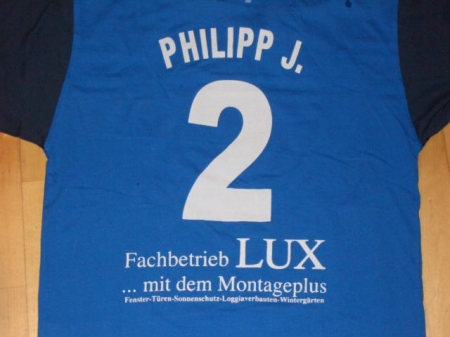 PHILIPP J.
2
Fachbetrieb LUX
... mit dem Montageplus
Fenster-Türen-Sonnenschutz-Loggiaverbauten-Wintergärten